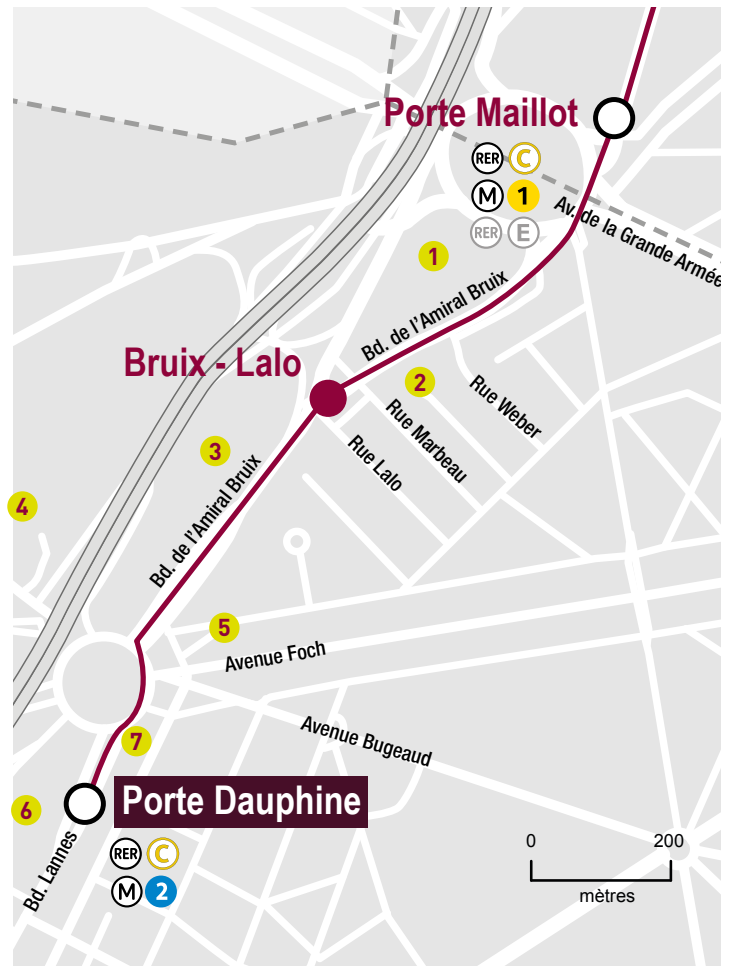 Porte Maillot
RER C
M 1
RER E
Av. de la Grande Armée
1
Bd. de l'Amiral Bruix
Bruix - Lalo
2
Rue Weber
Rue Marbeau
Rue Lalo
3
Bd. de l'Amiral Bruix
4
5
Avenue Foch
Avenue Bugeaud
7
6
Porte Dauphine
RER C
M 2
Bd. Lannes
0 200
mètres